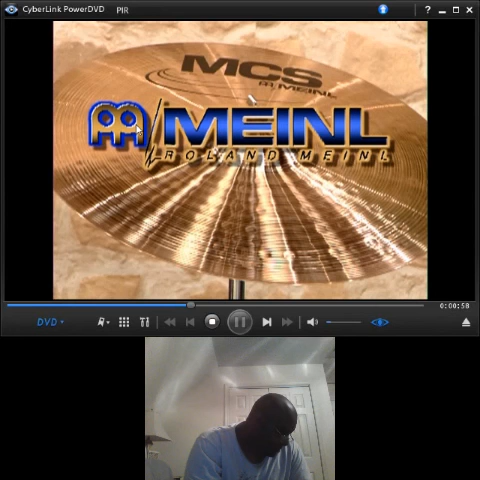 CyberLink PowerDVD PIR
?
MCS
MEINL
MEINL
ROLAND MEINL
0:00:58
DVD